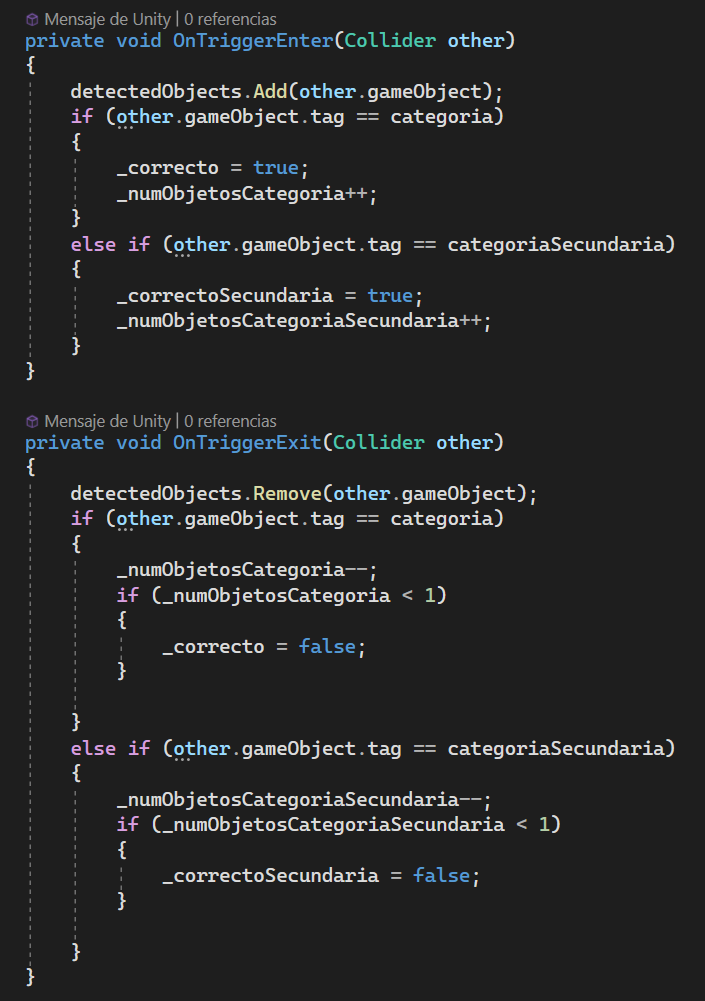 Mensaje de Unity | 0 referencias
private void OnTriggerEnter(Collider other)
{
    detectedObjects.Add(other.gameObject);
    if (other.gameObject.tag == categoria)
    {
        _correcto = true;
        _numObjetosCategoria++;
    }
    else if (other.gameObject.tag == categoriaSecundaria)
    {
        _correctoSecundaria = true;
        _numObjetosCategoriaSecundaria++;
    }
}
Mensaje de Unity | 0 referencias
private void OnTriggerExit(Collider other)
{
    detectedObjects.Remove(other.gameObject);
    if (other.gameObject.tag == categoria)
    {
        _numObjetosCategoria--;
        if (_numObjetosCategoria < 1)
        {
            _correcto = false;
        }
    }
    else if (other.gameObject.tag == categoriaSecundaria)
    {
        _numObjetosCategoriaSecundaria--;
        if (_numObjetosCategoriaSecundaria < 1)
        {
            _correctoSecundaria = false;
        }
    }
}